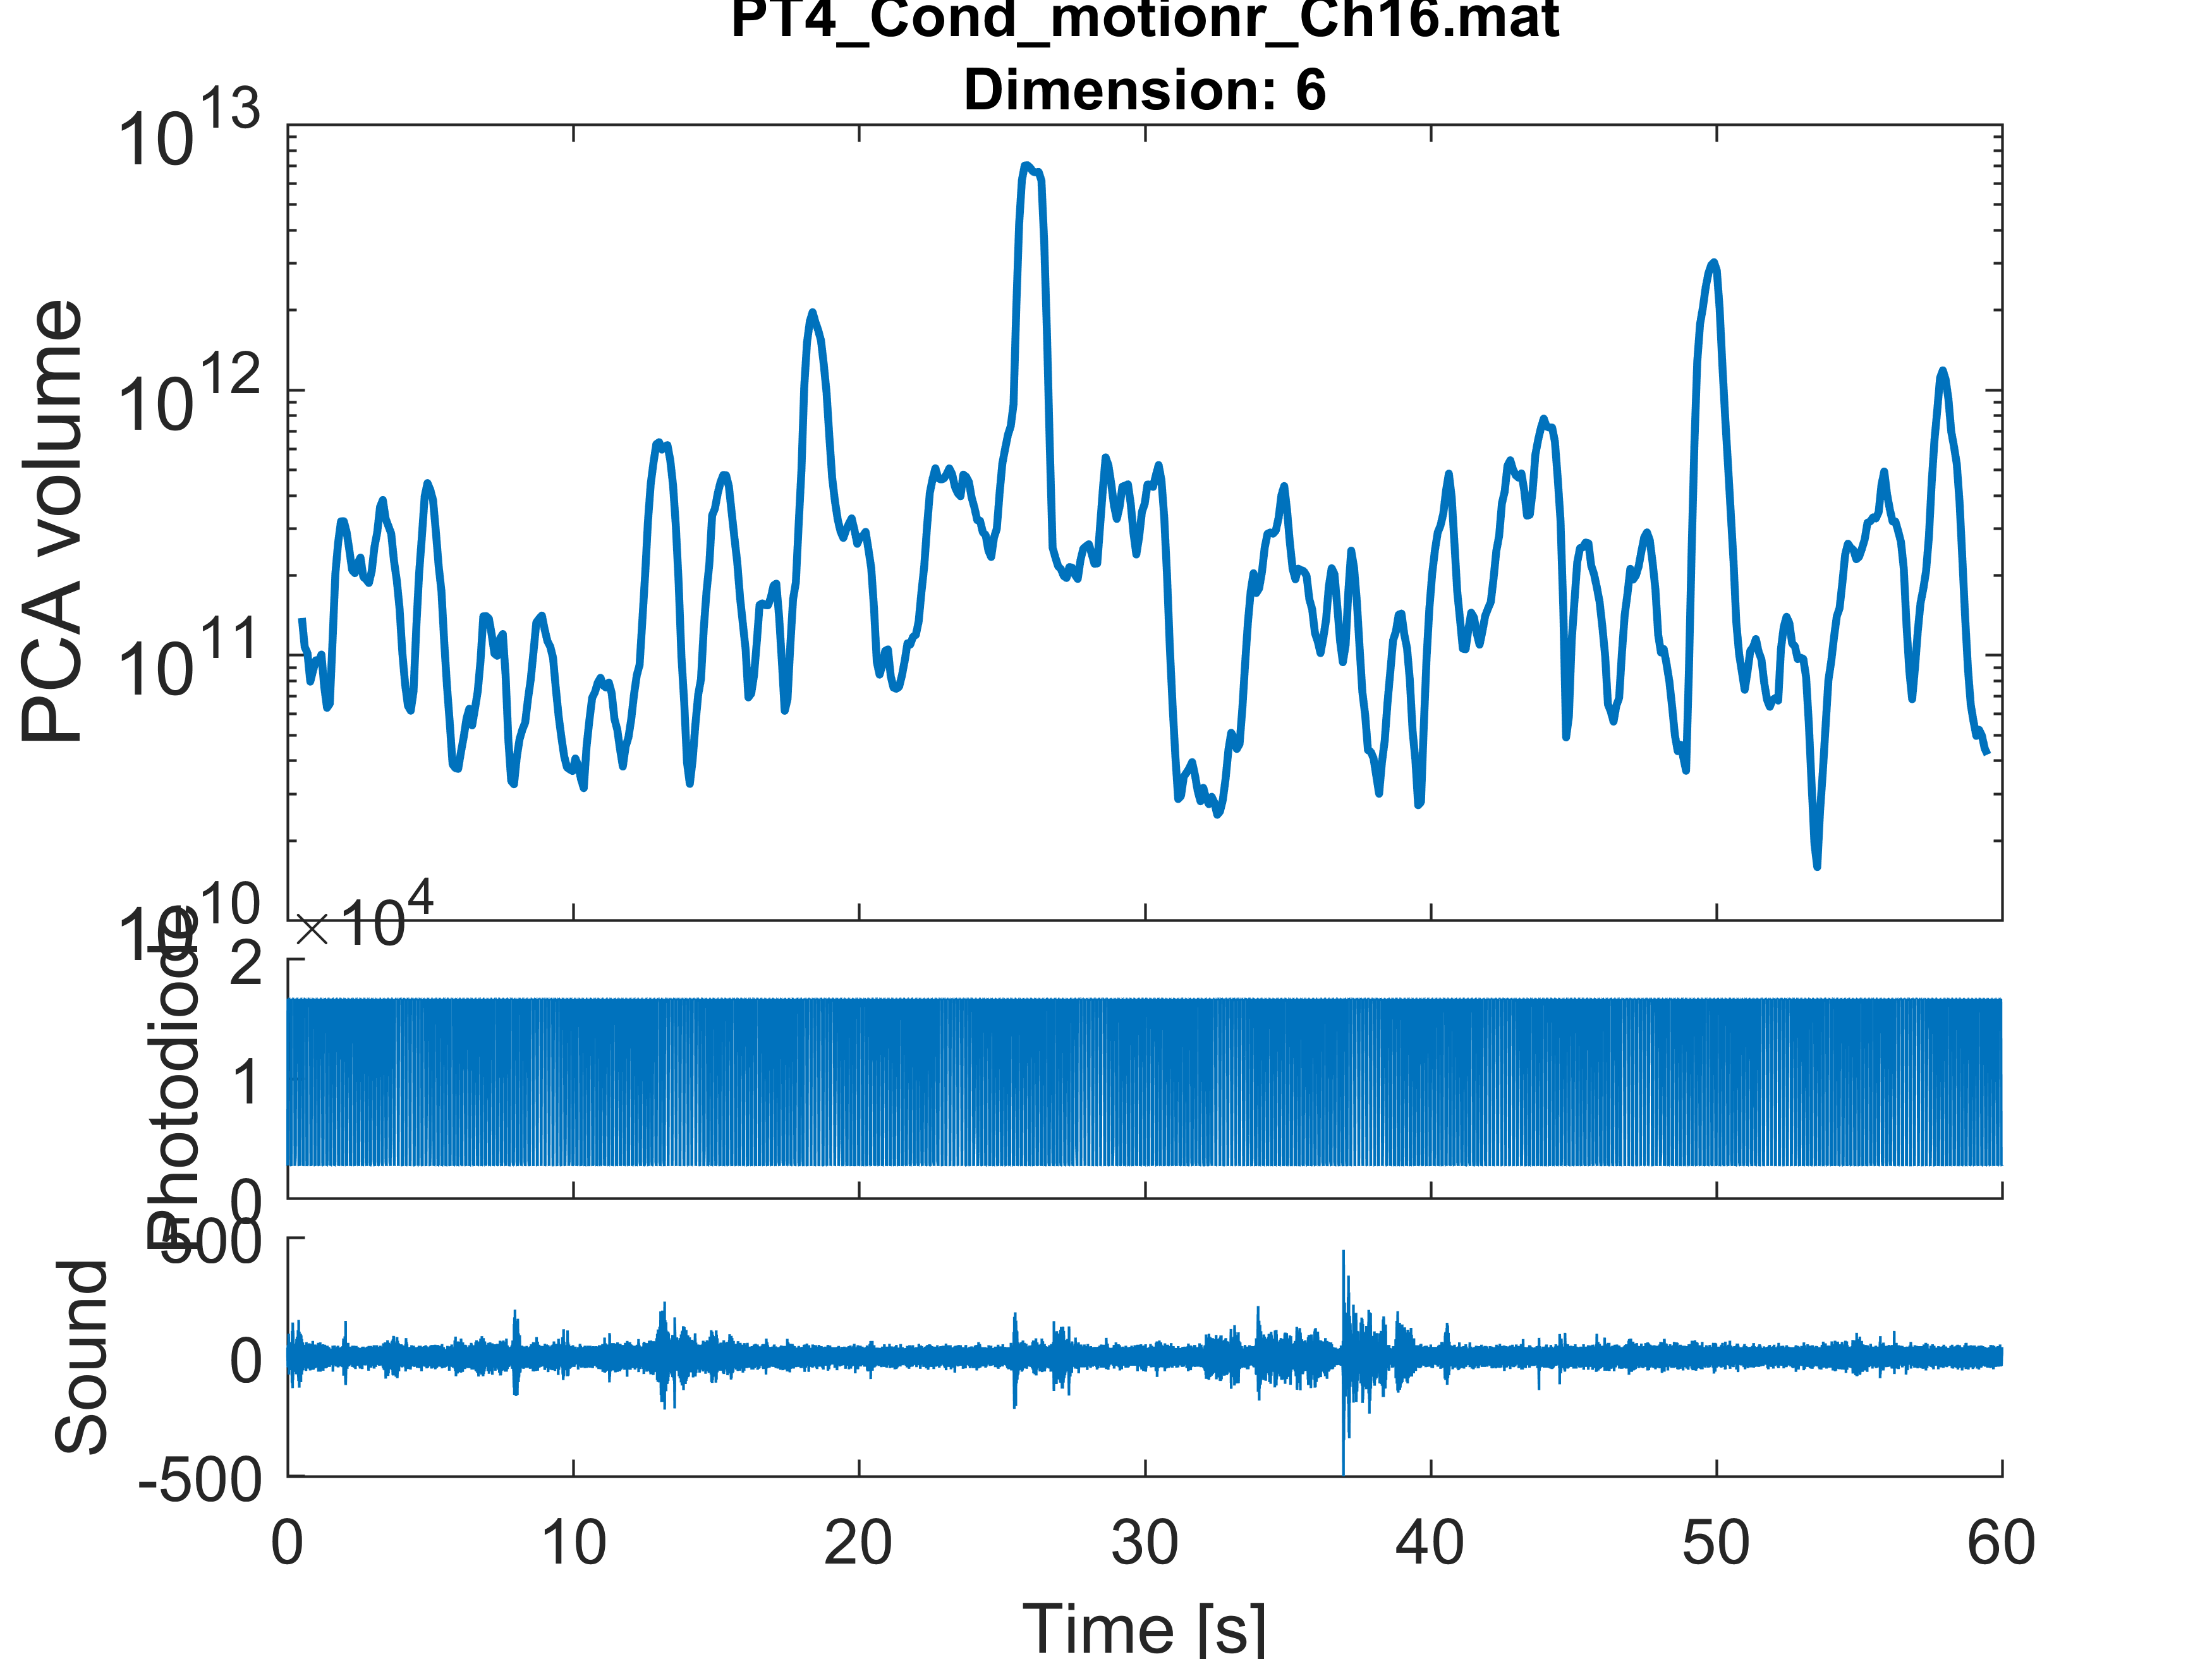 PT4_Cond_motionr_Ch16.mat
Dimension: 6
10^13
10^12
10^11
10^10
PCA volume
×10^4
2
1
0
Photodiode
500
0
-500
Sound
0 10 20 30 40 50 60
Time [s]